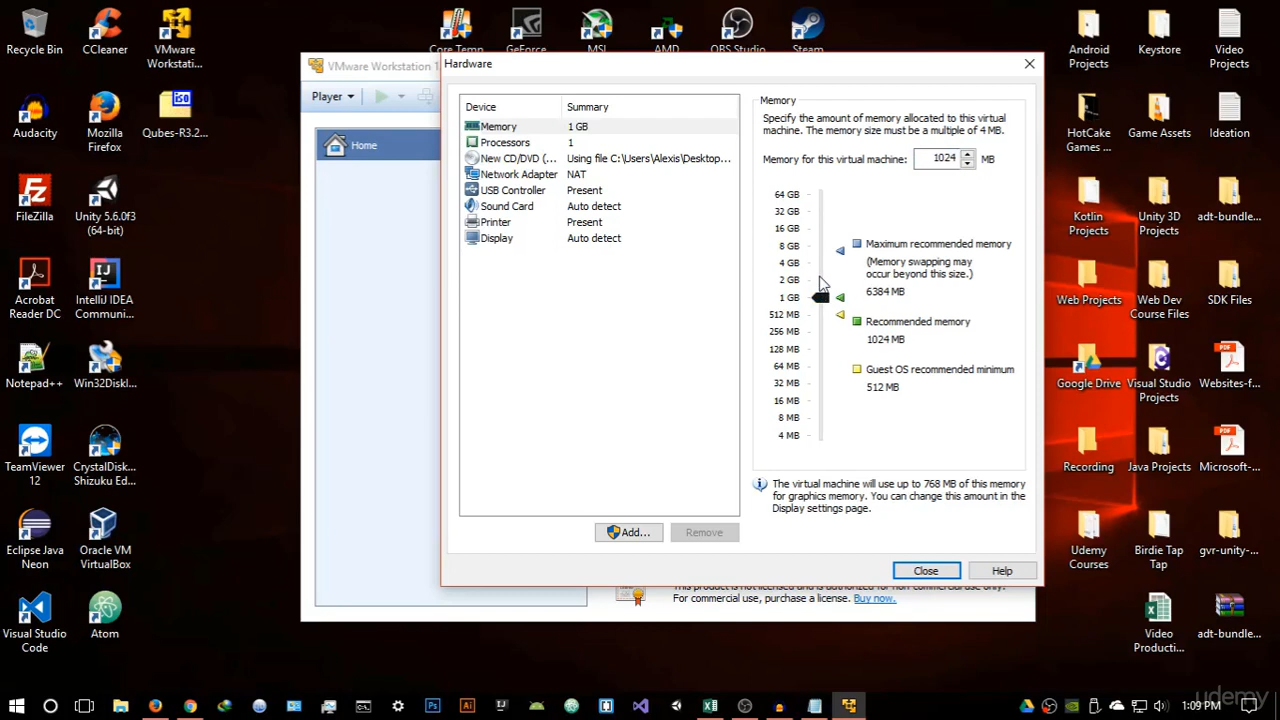 Recycle Bin
CCleaner
VMware
Workstati...
Core Temp
GeForce
MSI
AMD
OBS Studio
Steam
Android
Projects
Keystore
Video
Projects
Audacity
Mozilla
Firefox
ISO
Qubes-R3.2...
HotCake
Games ...
Game Assets
Ideation
FileZilla
Unity 5.6.0f3
(64-bit)
Kotlin
Projects
Unity 3D
Projects
adt-bundle...
Acrobat
Reader DC
IntelliJ IDEA
Communi...
Web Projects
Web Dev
Course Files
SDK Files
Notepad++
Win32Diskl...
Google Drive
Visual Studio
Projects
PDF
Websites-f...
TeamViewer
12
CrystalDisk...
Shizuku Ed...
Recording
Java Projects
PDF
Microsoft-...
Eclipse Java
Neon
Oracle VM
VirtualBox
Udemy
Courses
Birdie Tap
Tap
gvr-unity-...
Visual Studio
Code
Atom
Video
Producti...
adt-bundle...
VMware Workstation 1
Player
Home
Hardware
Device
Summary
Memory
1 GB
Processors
1
New CD/DVD (...
Using file C:\Users\Alexis\Desktop...
Network Adapter
NAT
USB Controller
Present
Sound Card
Auto detect
Printer
Present
Display
Auto detect
Add...
Remove
Memory
Specify the amount of memory allocated to this virtual
machine. The memory size must be a multiple of 4 MB.
Memory for this virtual machine:
1024
MB
64 GB
32 GB
16 GB
8 GB
4 GB
2 GB
1 GB
512 MB
256 MB
128 MB
64 MB
32 MB
16 MB
8 MB
4 MB
Maximum recommended memory
(Memory swapping may
occur beyond this size.)
6384 MB
Recommended memory
1024 MB
Guest OS recommended minimum
512 MB
The virtual machine will use up to 768 MB of this memory
for graphics memory. You can change this amount in the
Display settings page.
Close
Help
This product is not licensed and is authorized for non-commercial use only.
For commercial use, purchase a license. Buy now.
Ps
Ai
1:09 PM
udemy